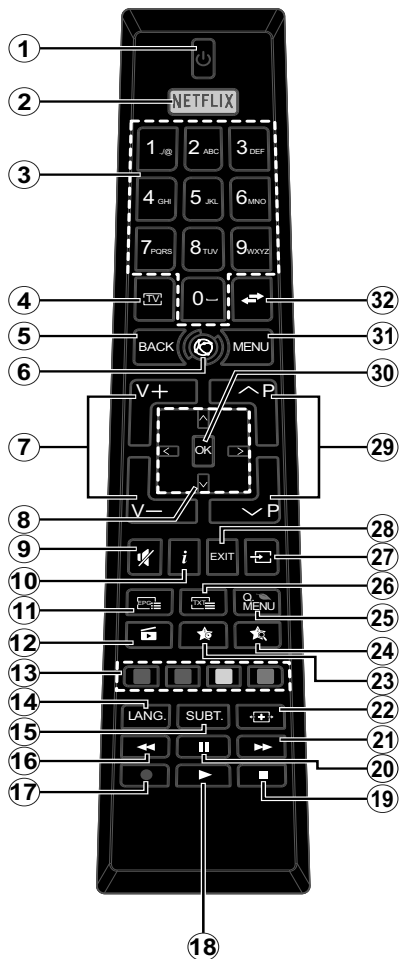 1
2 NETFLIX
1 ./@ 2 ABC 3 DEF
3
4 GHI 5 JKL 6 MNO
7 PQRS 8 TUV 9 WXYZ
4 TV 0 32
5 BACK MENU 31
6
30
V+ P
OK
7 29
V- P
8
28
9 i EXIT 27
10
26
11 EPG TXT Q. MENU 25
12 24
13 23
14 LANG. SUBT. 22
15
21
16 20
17 19
18